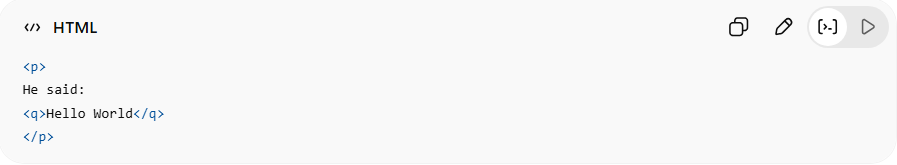 HTML
<p>
He said:
<q>Hello World</q>
</p>